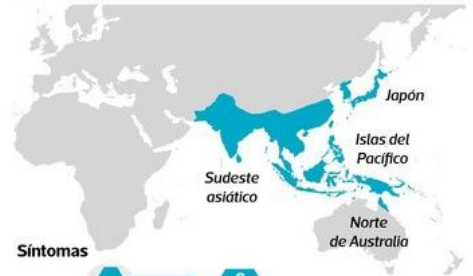 Japón
Islas del
Pacífico
Sudeste
asiático
Norte
de Australia
Síntomas